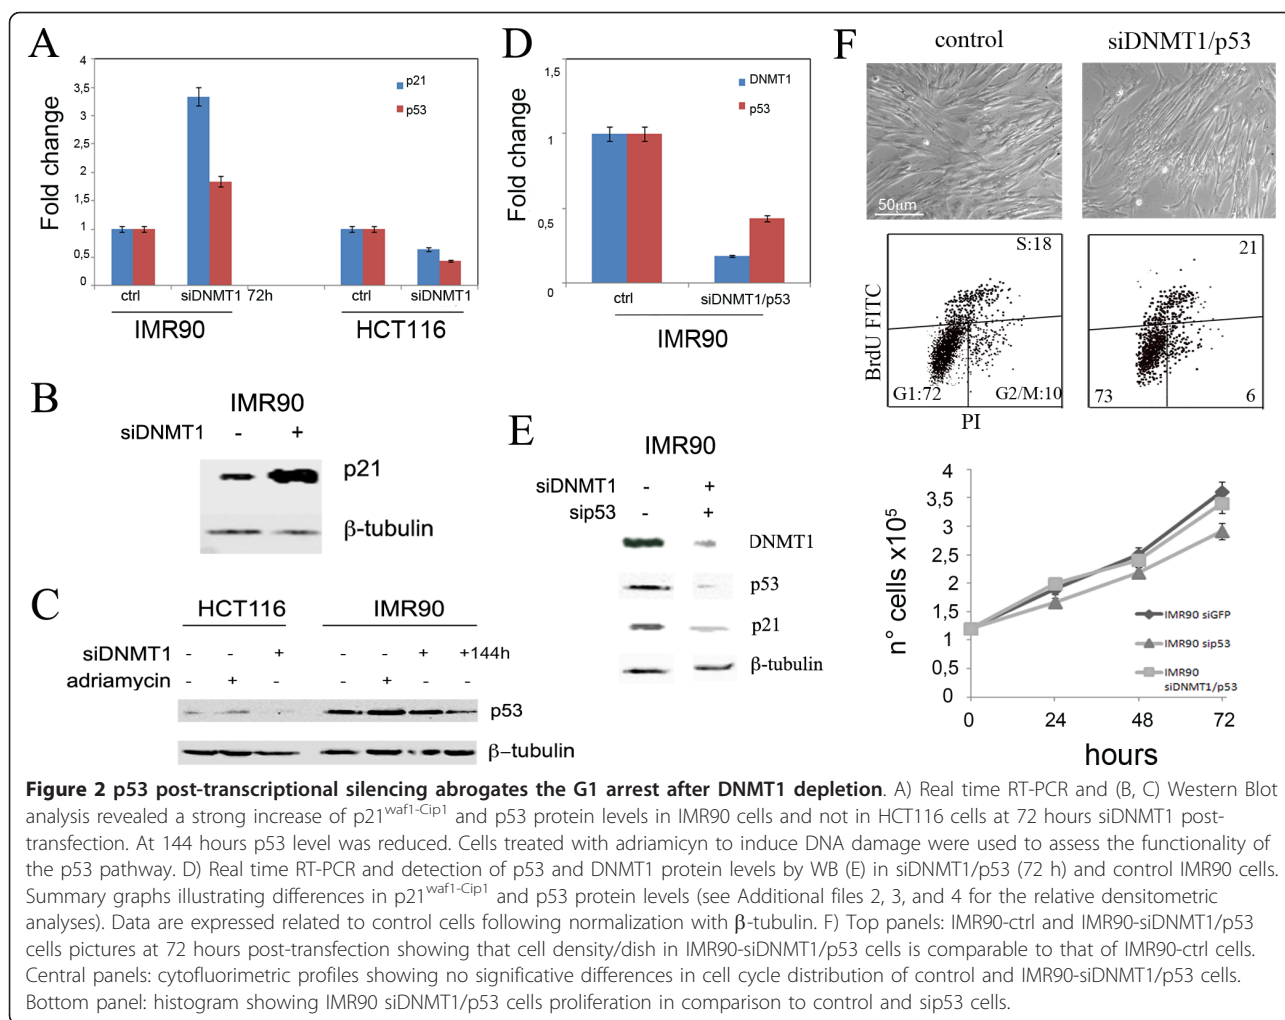 A
Fold change
4
3,5
3
2,5
2
1,5
1
0,5
0
p21
p53
ctrl
siDNMT1 72h
ctrl
siDNMT1
IMR90
HCT116
D
Fold change
1,5
1
0,5
0
DNMT1
p53
ctrl
siDNMT1/p53
IMR90
F
control
siDNMT1/p53
50µm
S:18
21
BrdU FITC
G1:72
G2/M:10
73
6
PI
B
IMR90
siDNMT1 - +
p21
β-tubulin
C
HCT116
IMR90
siDNMT1 - - + - - + +144h
adriamycin - + - - + - -
p53
β-tubulin
E
IMR90
siDNMT1 - +
sip53 - +
DNMT1
p53
p21
β-tubulin
n° cells x10⁵
4
3,5
3
2,5
2
1,5
1
0,5
0
IMR90 siGFP
IMR90 sip53
IMR90
siDNMT1/p53
0
24
48
72
hours
Figure 2 p53 post-transcriptional silencing abrogates the G1 arrest after DNMT1 depletion. A) Real time RT-PCR and (B, C) Western Blot
analysis revealed a strong increase of p21waf1-Cip1 and p53 protein levels in IMR90 cells and not in HCT116 cells at 72 hours siDNMT1 post-
transfection. At 144 hours p53 level was reduced. Cells treated with adriamicyn to induce DNA damage were used to assess the functionality of
the p53 pathway. D) Real time RT-PCR and detection of p53 and DNMT1 protein levels by WB (E) in siDNMT1/p53 (72 h) and control IMR90 cells.
Summary graphs illustrating differences in p21waf1-Cip1 and p53 protein levels (see Additional files 2, 3, and 4 for the relative densitometric
analyses). Data are expressed related to control cells following normalization with β-tubulin. F) Top panels: IMR90-ctrl and IMR90-siDNMT1/p53
cells pictures at 72 hours post-transfection showing that cell density/dish in IMR90-siDNMT1/p53 cells is comparable to that of IMR90-ctrl cells.
Central panels: cytofluorimetric profiles showing no significative differences in cell cycle distribution of control and IMR90-siDNMT1/p53 cells.
Bottom panel: histogram showing IMR90 siDNMT1/p53 cells proliferation in comparison to control and sip53 cells.